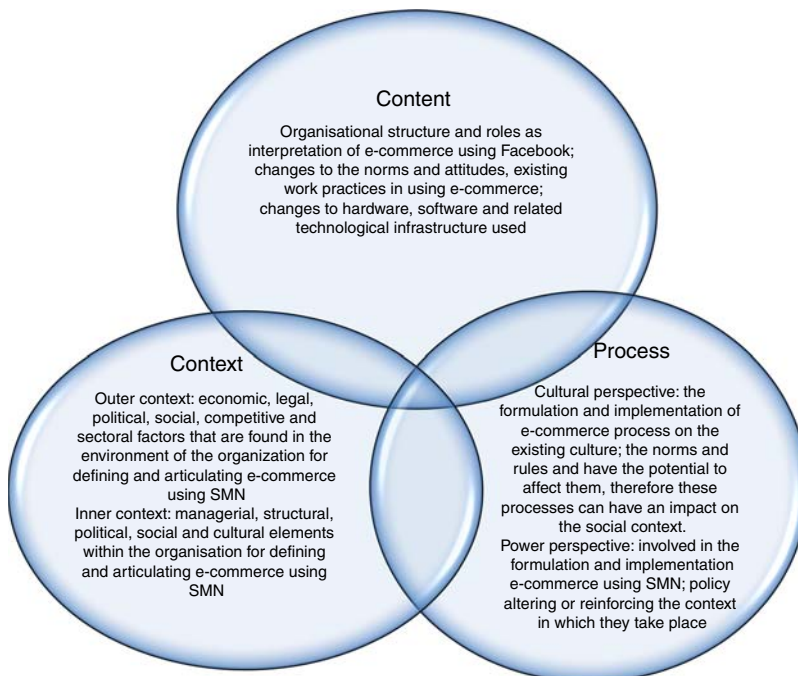 Content
Organisational structure and roles as
interpretation of e-commerce using Facebook;
changes to the norms and attitudes, existing
work practices in using e-commerce;
changes to hardware, software and related
technological infrastructure used
Context
Outer context: economic, legal,
political, social, competitive and
sectoral factors that are found in the
environment of the organization for
defining and articulating e-commerce
using SMN
Inner context: managerial, structural,
political, social and cultural elements
within the organisation for defining
and articulating e-commerce using
SMN
Process
Cultural perspective: the
formulation and implementation of
e-commerce process on the
existing culture; the norms and
rules and have the potential to
affect them, therefore these
processes can have an impact on
the social context.
Power perspective: involved in the
formulation and implementation
e-commerce using SMN; policy
altering or reinforcing the context
in which they take place